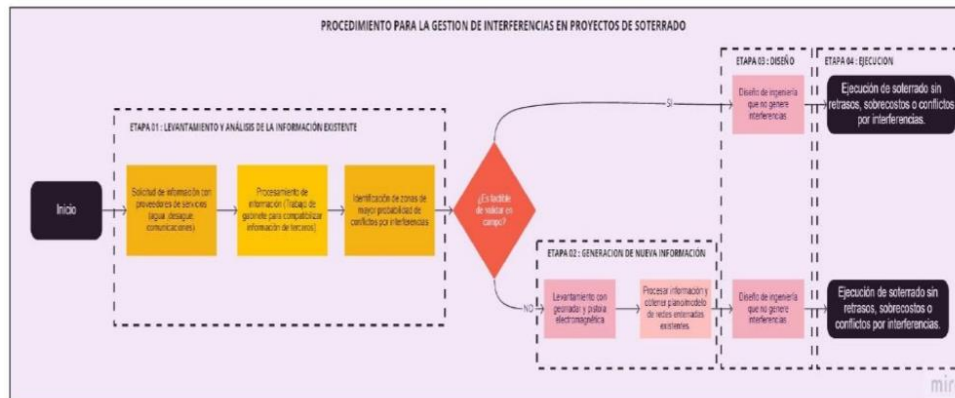 PROCEDIMIENTO PARA LA GESTION DE INTERFERENCIAS EN PROYECTOS DE SOTERRADO
ETAPA 01 : LEVANTAMIENTO Y ANÁLISIS DE LA INFORMACIÓN EXISTENTE
Inicio
Solicitud de información con
proveedores de servicios
(agua, desague,
comunicaciones)
Procesamiento de
información (Trabajo de
gabinete para compatibilizar
información de terceros)
Identificación de zonas de
mayor probabilidad de
conflictos por interferencias
¿Es factible
de validar en
campo?
SI
NO
ETAPA 02 : GENERACION DE NUEVA INFORMACIÓN
Levantamiento con
georradar y pistola
electromagnética
Procesar información y
obtener plano/modelo
de redes enterradas
existentes.
ETAPA 03 : DISEÑO
Diseño de ingeniería
que no genere
interferencias
Diseño de ingeniería
que no genere
interferencias
ETAPA 04 : EJECUCION
Ejecución de soterrado sin
retrasos, sobrecostos o conflictos
por interferencias.
Ejecución de soterrado sin
retrasos, sobrecostos o
conflictos por interferencias.
mir